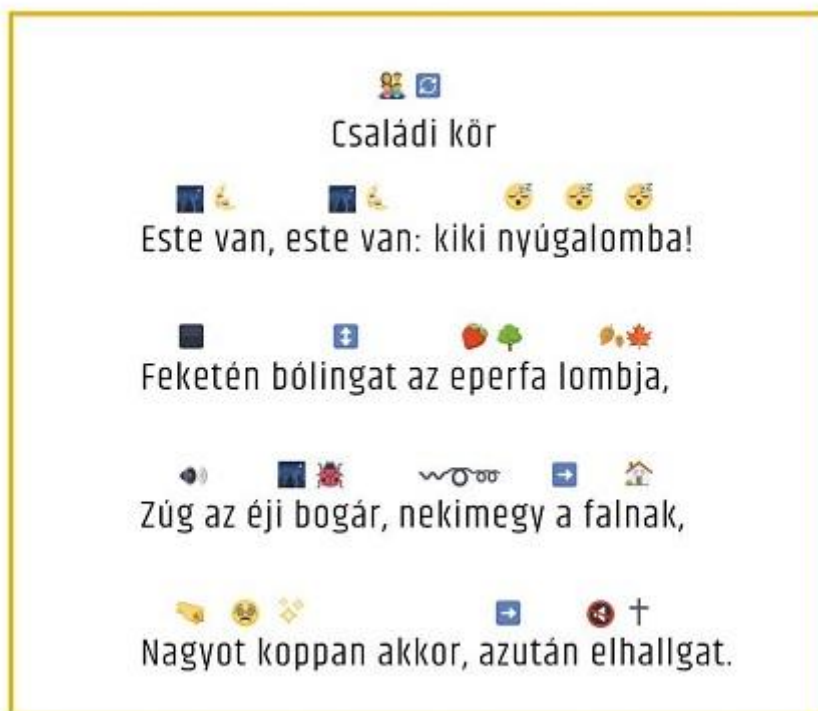 Családi kör
Este van, este van: kiki nyúgalomba!
Feketén bólingat az eperfa lombja,
Zúg az éji bogár, nekimegy a falnak,
Nagyot koppan akkor, azután elhallgat.